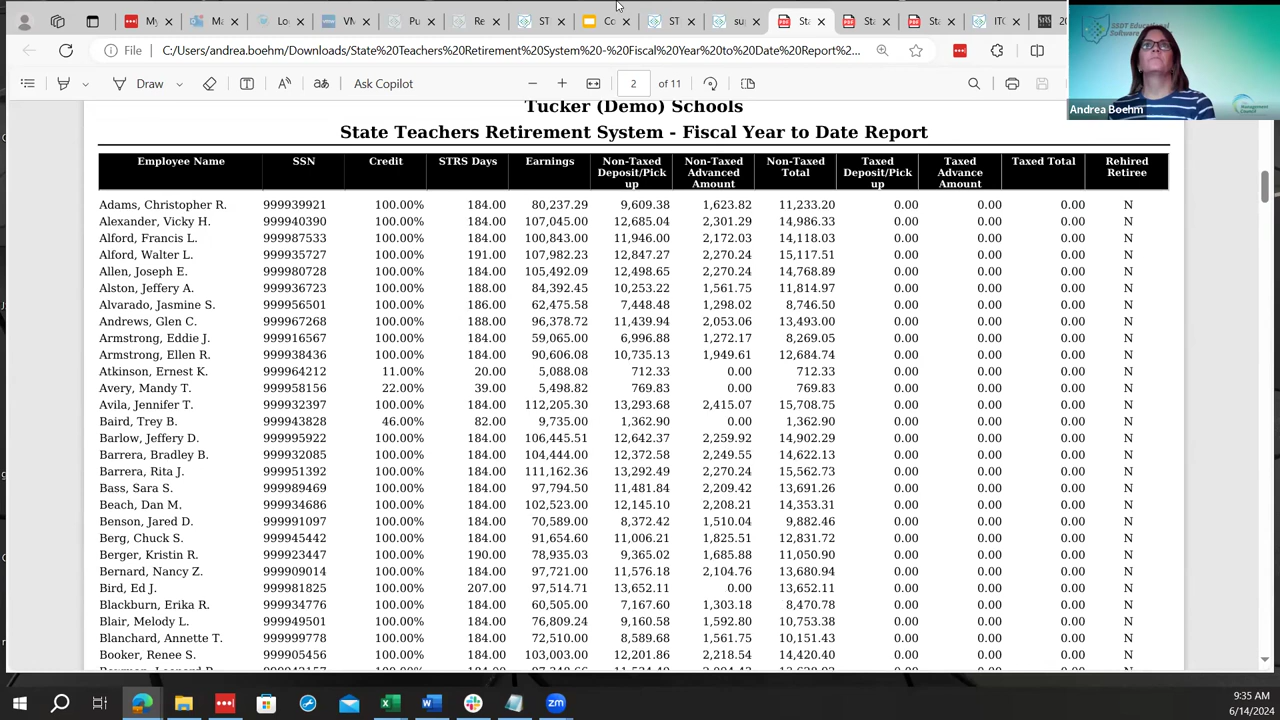 My
Ma
Lo
VM
Pu
Re
ST
Co
ST
su
Sta
Sta
Sta
ITC
20
File
C:/Users/andrea.boehm/Downloads/State%20Teachers%20Retirement%20System%20-%20Fiscal%20Year%20to%20Date%20Report%2...
Draw
Ask Copilot
2 of 11
SSDT Educational
Andrea Boehm
Tucker (Demo) Schools
State Teachers Retirement System - Fiscal Year to Date Report
Employee Name SSN Credit STRS Days Earnings Non-Taxed Deposit/Pick up Non-Taxed Advanced Amount Non-Taxed Total Taxed Deposit/Pick up Taxed Advance Amount Taxed Total Rehired Retiree
Adams, Christopher R. 999939921 100.00% 184.00 80,237.29 9,609.38 1,623.82 11,233.20 0.00 0.00 0.00 N
Alexander, Vicky H. 999940390 100.00% 184.00 107,045.00 12,685.04 2,301.29 14,986.33 0.00 0.00 0.00 N
Alford, Francis L. 999987533 100.00% 184.00 100,843.00 11,946.00 2,172.03 14,118.03 0.00 0.00 0.00 N
Alford, Walter L. 999935727 100.00% 191.00 107,982.23 12,847.27 2,270.24 15,117.51 0.00 0.00 0.00 N
Allen, Joseph E. 999980728 100.00% 184.00 105,492.09 12,498.65 2,270.24 14,768.89 0.00 0.00 0.00 N
Alston, Jeffery A. 999936723 100.00% 188.00 84,392.45 10,253.22 1,561.75 11,814.97 0.00 0.00 0.00 N
Alvarado, Jasmine S. 999956501 100.00% 186.00 62,475.58 7,448.48 1,298.02 8,746.50 0.00 0.00 0.00 N
Andrews, Glen C. 999967268 100.00% 188.00 96,378.72 11,439.94 2,053.06 13,493.00 0.00 0.00 0.00 N
Armstrong, Eddie J. 999916567 100.00% 184.00 59,065.00 6,996.88 1,272.17 8,269.05 0.00 0.00 0.00 N
Armstrong, Ellen R. 999938436 100.00% 184.00 90,606.08 10,735.13 1,949.61 12,684.74 0.00 0.00 0.00 N
Atkinson, Ernest K. 999964212 11.00% 20.00 5,088.08 712.33 0.00 712.33 0.00 0.00 0.00 N
Avery, Mandy T. 999958156 22.00% 39.00 5,498.82 769.83 0.00 769.83 0.00 0.00 0.00 N
Avila, Jennifer T. 999932397 100.00% 184.00 112,205.30 13,293.68 2,415.07 15,708.75 0.00 0.00 0.00 N
Baird, Trey B. 999943828 46.00% 82.00 9,735.00 1,362.90 0.00 1,362.90 0.00 0.00 0.00 N
Barlow, Jeffery D. 999995922 100.00% 184.00 106,445.51 12,642.37 2,259.92 14,902.29 0.00 0.00 0.00 N
Barrera, Bradley B. 999932085 100.00% 184.00 104,444.00 12,372.58 2,249.55 14,622.13 0.00 0.00 0.00 N
Barrera, Rita J. 999951392 100.00% 184.00 111,162.36 13,292.49 2,270.24 15,562.73 0.00 0.00 0.00 N
Bass, Sara S. 999989469 100.00% 184.00 97,794.50 11,481.84 2,209.42 13,691.26 0.00 0.00 0.00 N
Beach, Dan M. 999934686 100.00% 184.00 102,523.00 12,145.10 2,208.21 14,353.31 0.00 0.00 0.00 N
Benson, Jared D. 999991097 100.00% 184.00 70,589.00 8,372.42 1,510.04 9,882.46 0.00 0.00 0.00 N
Berg, Chuck S. 999945442 100.00% 184.00 91,654.60 11,006.21 1,825.51 12,831.72 0.00 0.00 0.00 N
Berger, Kristin R. 999923447 100.00% 190.00 78,935.03 9,365.02 1,685.88 11,050.90 0.00 0.00 0.00 N
Bernard, Nancy Z. 999909014 100.00% 184.00 97,721.00 11,576.18 2,104.76 13,680.94 0.00 0.00 0.00 N
Bird, Ed J. 999981825 100.00% 207.00 97,514.71 13,652.11 0.00 13,652.11 0.00 0.00 0.00 N
Blackburn, Erika R. 999934776 100.00% 184.00 60,505.00 7,167.60 1,303.18 8,470.78 0.00 0.00 0.00 N
Blair, Melody L. 999949501 100.00% 184.00 76,809.24 9,160.58 1,592.80 10,753.38 0.00 0.00 0.00 N
Blanchard, Annette T. 999999778 100.00% 184.00 72,510.00 8,589.68 1,561.75 10,151.43 0.00 0.00 0.00 N
Booker, Renee S. 999905456 100.00% 184.00 103,003.00 12,201.86 2,218.54 14,420.40 0.00 0.00 0.00 N
9:35 AM
6/14/2024